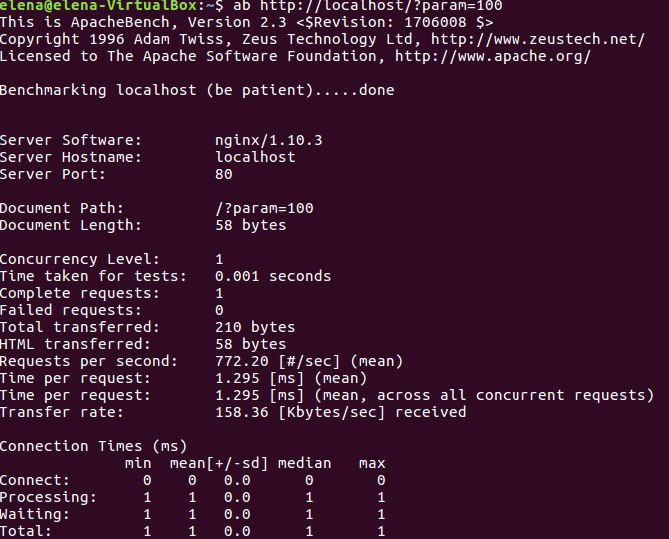 elena@elena-VirtualBox:~$ ab http://localhost/?param=100
This is ApacheBench, Version 2.3 <$Revision: 1706008 $>
Copyright 1996 Adam Twiss, Zeus Technology Ltd, http://www.zeustech.net/
Licensed to The Apache Software Foundation, http://www.apache.org/

Benchmarking localhost (be patient).....done


Server Software:        nginx/1.10.3
Server Hostname:        localhost
Server Port:            80

Document Path:          /?param=100
Document Length:        58 bytes

Concurrency Level:      1
Time taken for tests:   0.001 seconds
Complete requests:      1
Failed requests:        0
Total transferred:      210 bytes
HTML transferred:       58 bytes
Requests per second:    772.20 [#/sec] (mean)
Time per request:       1.295 [ms] (mean)
Time per request:       1.295 [ms] (mean, across all concurrent requests)
Transfer rate:          158.36 [Kbytes/sec] received

Connection Times (ms)
              min  mean[+/-sd] median   max
Connect:        0    0   0.0      0       0
Processing:     1    1   0.0      1       1
Waiting:        1    1   0.0      1       1
Total:          1    1   0.0      1       1